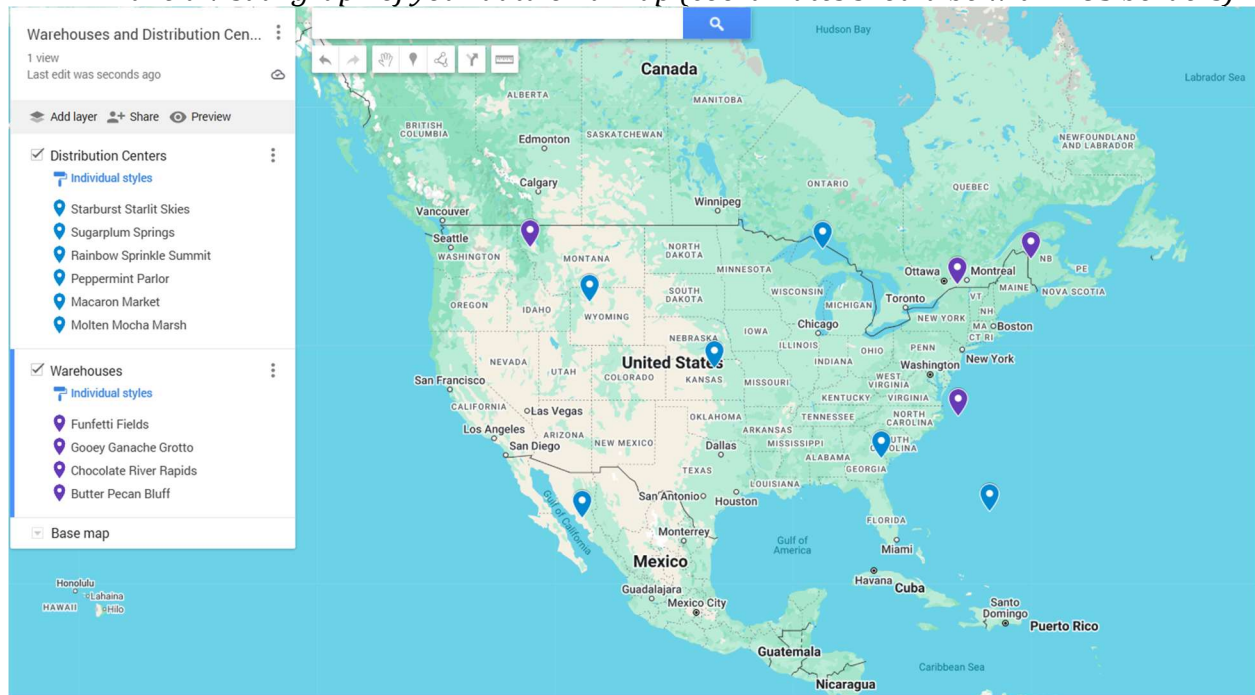 Warehouses and Distribution Cen...
1 view
Last edit was seconds ago
Add layer Share Preview
Distribution Centers
Individual styles
Starburst Starlit Skies
Sugarplum Springs
Rainbow Sprinkle Summit
Peppermint Parlor
Macaron Market
Molten Mocha Marsh
Warehouses
Individual styles
Funfetti Fields
Gooey Ganache Grotto
Chocolate River Rapids
Butter Pecan Bluff
Base map
Hudson Bay
Canada
Labrador Sea
ALBERTA
MANITOBA
BRITISH
COLUMBIA
Edmonton
SASKATCHEWAN
NEWFOUNDLAND
AND LABRADOR
Calgary
ONTARIO
QUEBEC
Vancouver
Winnipeg
Seattle
WASHINGTON
MONTANA
NORTH
DAKOTA
MINNESOTA
Ottawa
Montreal
NB
PE
MAINE
NOVA SCOTIA
OREGON
IDAHO
WYOMING
SOUTH
DAKOTA
WISCONSIN
MICHIGAN
Toronto
VT
NH
NEW YORK
MA
Boston
CT RI
NEBRASKA
IOWA
Chicago
ILLINOIS
INDIANA
OHIO
PENN
New York
NEVADA
UTAH
COLORADO
United States
KANSAS
MISSOURI
WEST
VIRGINIA
Washington
San Francisco
CALIFORNIA
Las Vegas
KENTUCKY
VIRGINIA
Los Angeles
ARIZONA
NEW MEXICO
OKLAHOMA
ARKANSAS
TENNESSEE
NORTH
CAROLINA
San Diego
Dallas
MISSISSIPPI
ALABAMA
GEORGIA
TEXAS
LOUISIANA
San Antonio
Houston
Gulf of California
FLORIDA
Monterrey
Gulf of
America
Miami
Mexico
Havana
Cuba
Guadalajara
Mexico City
Santo
Domingo
Puerto Rico
Honolulu
Lahaina
HAWAII
Hilo
Guatemala
Caribbean Sea
Nicaragua